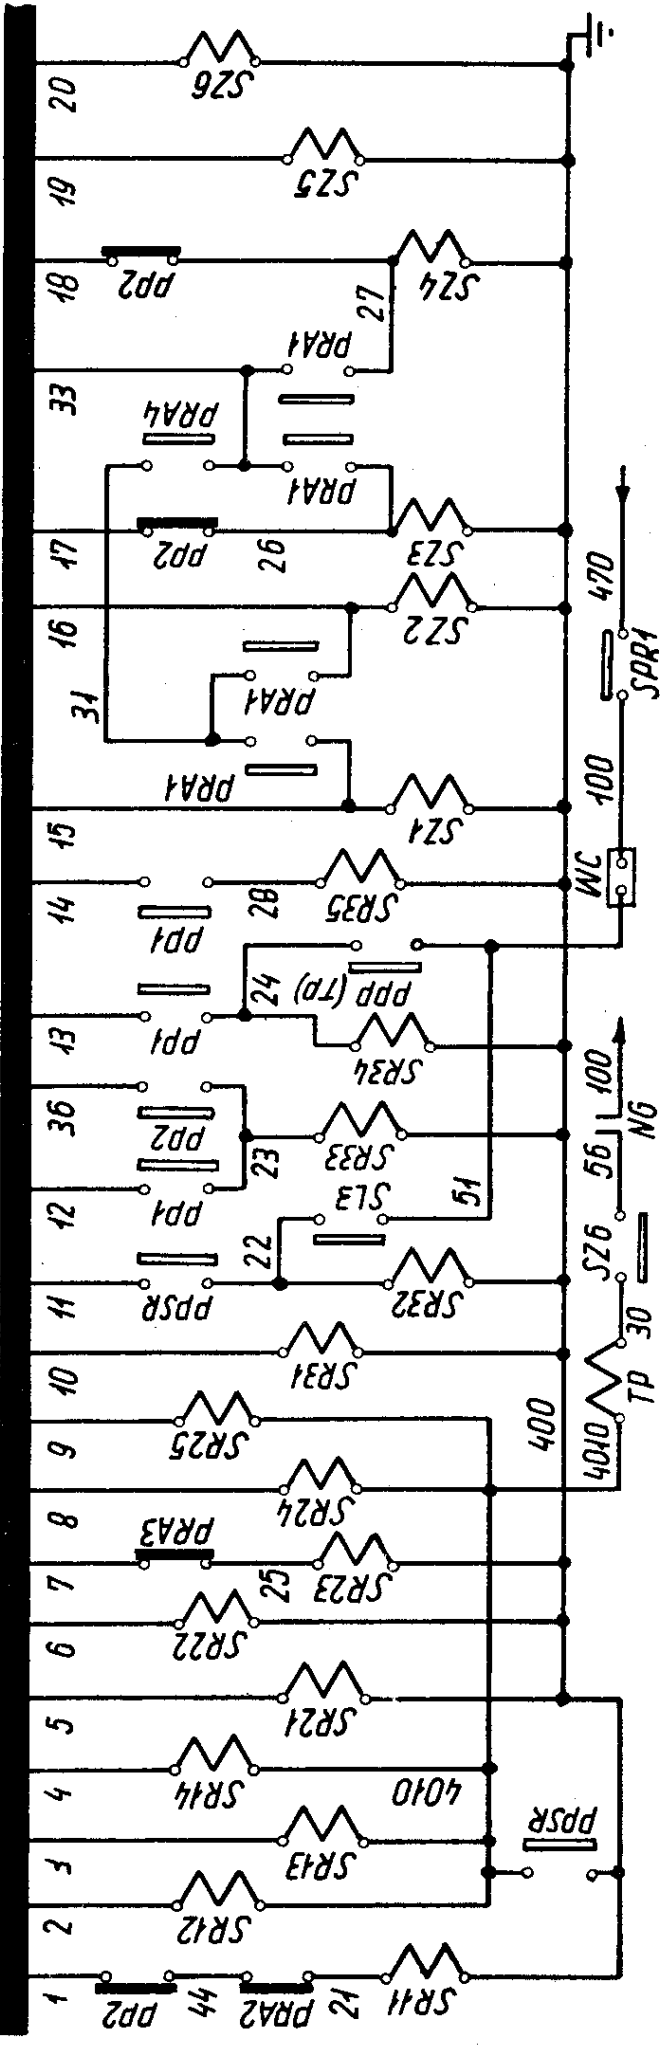 20
SZ6
19
SZ5
18
PP2
SZ4
27
33
PRA1
PRA4
PRA1
17
PP2
26
SZ3
16
SZ2
31
PRA1
PRA1
15
SZ1
470
SPR1
100
WC
14
PP1
28
SR35
13
PP1
24
PPP (TP)
SR34
36
PP2
23
SR33
12
PP1
SL3
51
22
11
PPSR
SR32
100
NG
56
SZ6
30
TP
4010
400
10
SR31
9
SR25
8
SR24
7
PRA3
25
SR23
6
SR22
5
SR21
4
SR14
4010
3
SR13
PPSR
2
SR12
1
PP2
44
PRA2
21
SR11